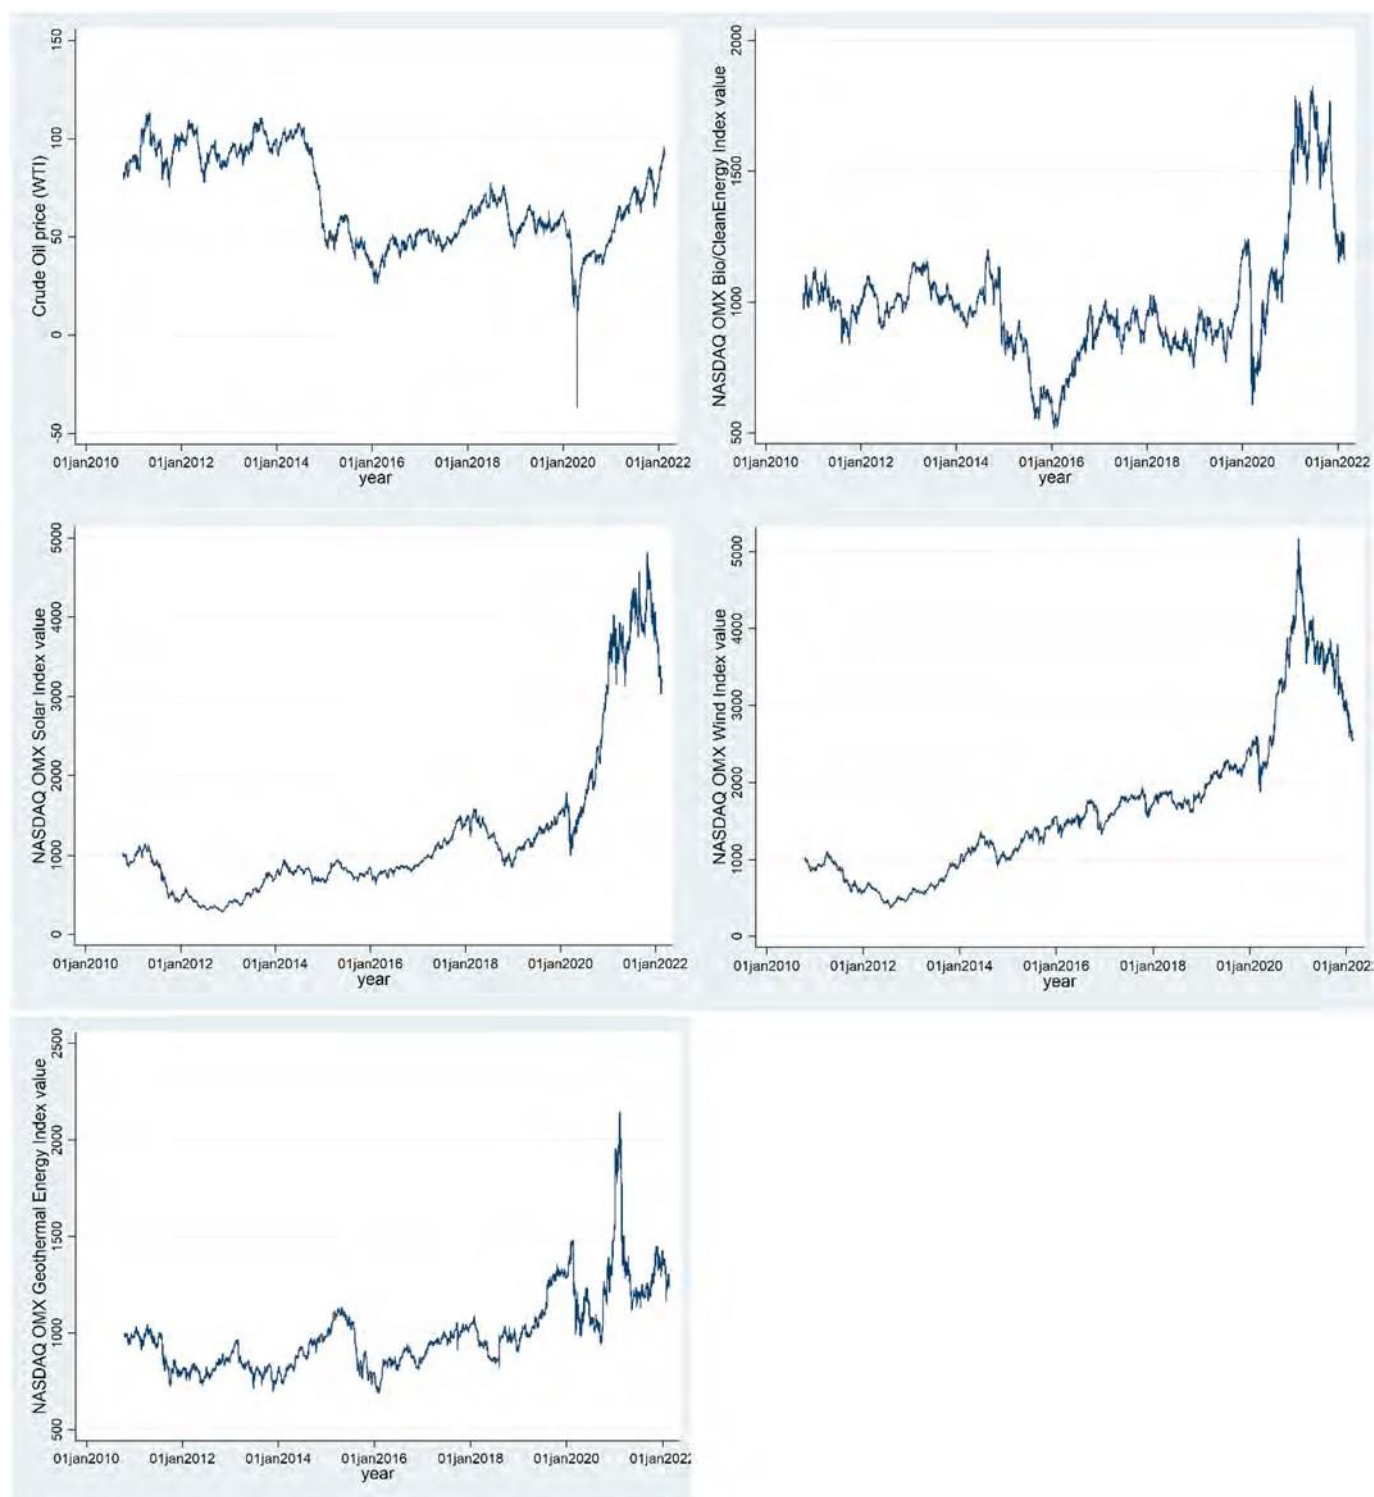 Crude Oil price (WTI)
150
100
50
0
-50
01jan2010 01jan2012 01jan2014 01jan2016 01jan2018 01jan2020 01jan2022
year
NASDAQ OMX Bio/CleanEnergy Index value
2000
1500
1000
500
01jan2010 01jan2012 01jan2014 01jan2016 01jan2018 01jan2020 01jan2022
year
NASDAQ OMX Solar Index value
5000
4000
3000
2000
1000
0
01jan2010 01jan2012 01jan2014 01jan2016 01jan2018 01jan2020 01jan2022
year
NASDAQ OMX Wind Index value
5000
4000
3000
2000
1000
0
01jan2010 01jan2012 01jan2014 01jan2016 01jan2018 01jan2020 01jan202
year
NASDAQ OMX Geothermal Energy Index value
2500
2000
1500
1000
500
01jan2010 01jan2012 01jan2014 01jan2016 01jan2018 01jan2020 01jan202
year